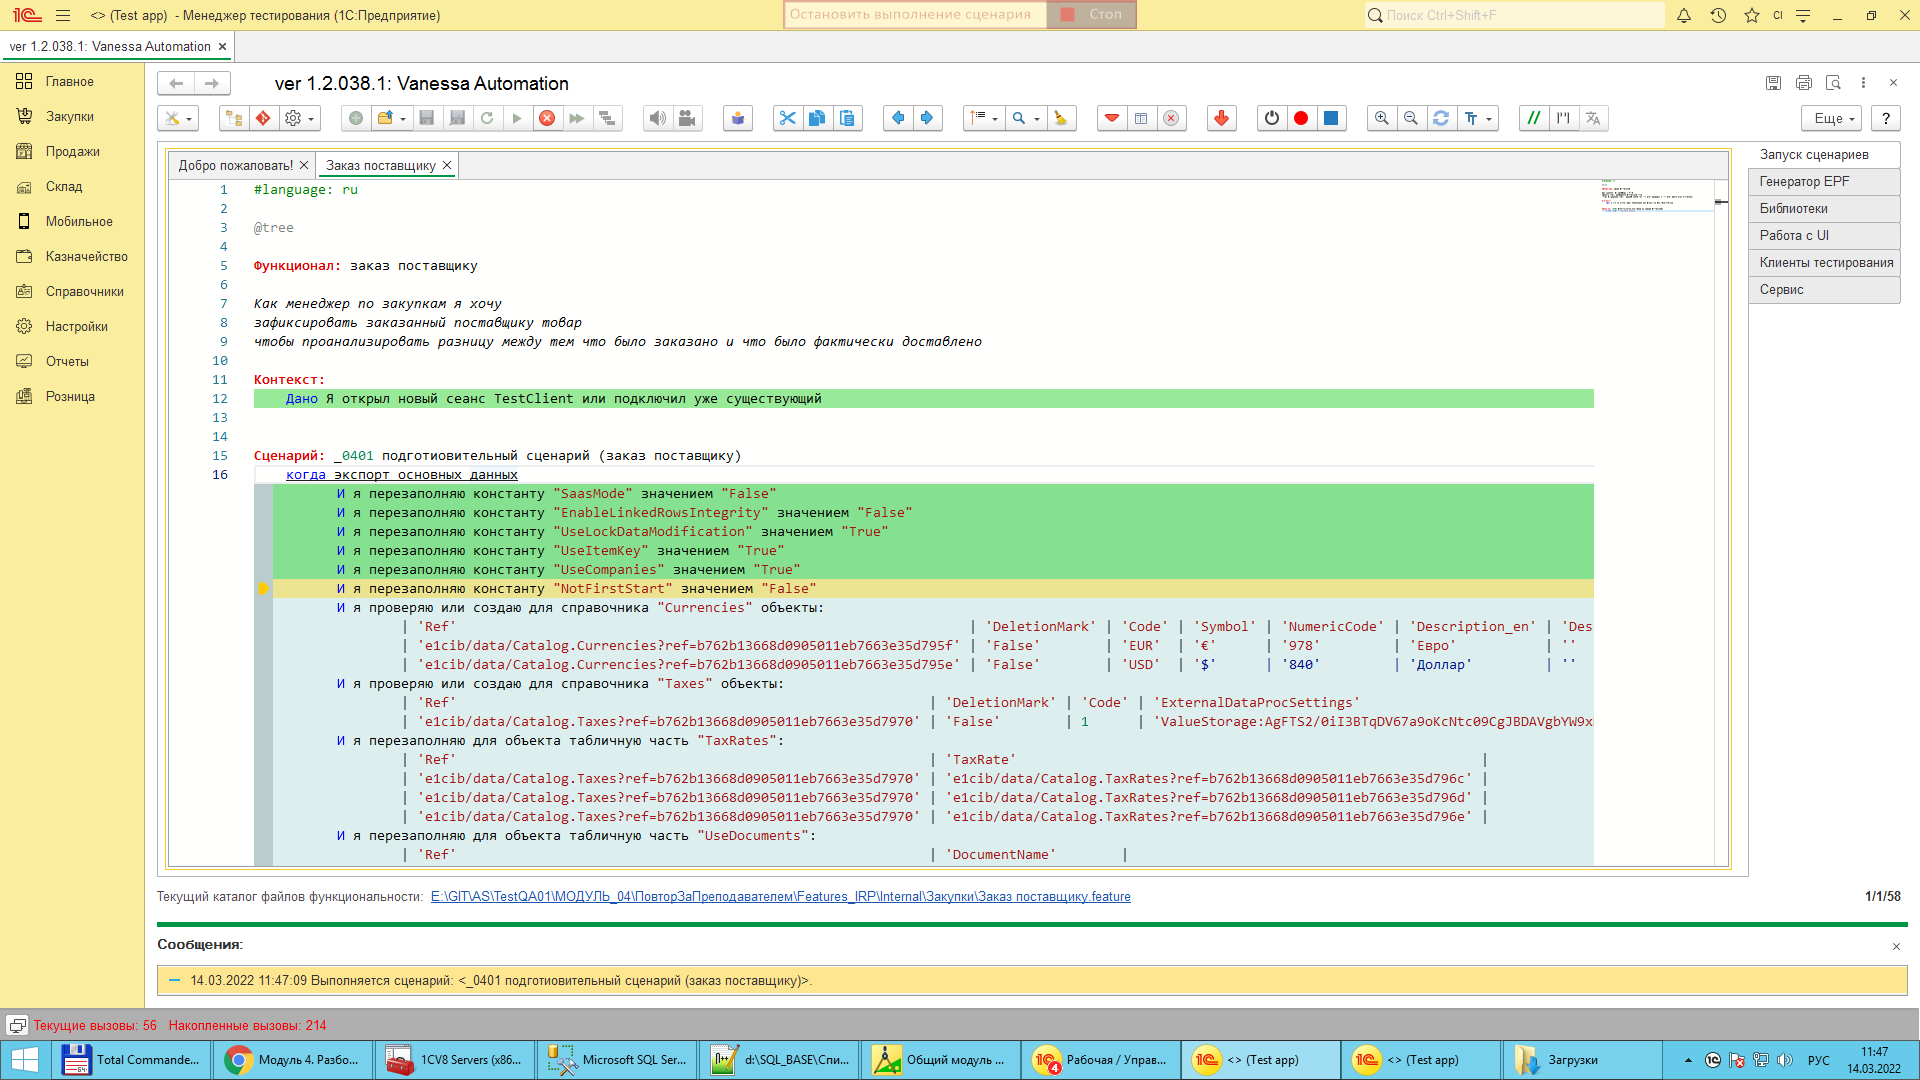 <> (Test app) - Менеджер тестирования (1С:Предприятие)
Остановить выполнение сценария Стоп
Поиск Ctrl+Shift+F
CI
ver 1.2.038.1: Vanessa Automation
Главное
Закупки
Продажи
Склад
Мобильное
Казначейство
Справочники
Настройки
Отчеты
Розница
ver 1.2.038.1: Vanessa Automation
Еще
?
Добро пожаловать!
Заказ поставщику
Запуск сценариев
Генератор EPF
Библиотеки
Работа с UI
Клиенты тестирования
Сервис
1 #language: ru
2
3 @tree
4
5 Функционал: заказ поставщику
6
7 Как менеджер по закупкам я хочу
8 зафиксировать заказанный поставщику товар
9 чтобы проанализировать разницу между тем что было заказано и что было фактически доставлено
10
11 Контекст:
12 Дано Я открыл новый сеанс TestClient или подключил уже существующий
13
14
15 Сценарий: _0401 подготиовительный сценарий (заказ поставщику)
16 когда экспорт основных данных
И я перезаполняю константу "SaasMode" значением "False"
И я перезаполняю константу "EnableLinkedRowsIntegrity" значением "False"
И я перезаполняю константу "UseLockDataModification" значением "True"
И я перезаполняю константу "UseItemKey" значением "True"
И я перезаполняю константу "UseCompanies" значением "True"
И я перезаполняю константу "NotFirstStart" значением "False"
И я проверяю или создаю для справочника "Currencies" объекты:
| 'Ref' | 'DeletionMark' | 'Code' | 'Symbol' | 'NumericCode' | 'Description_en' | 'Des
| 'e1cib/data/Catalog.Currencies?ref=b762b13668d0905011eb7663e35d795f' | 'False' | 'EUR' | '€' | '978' | 'Евро' | ''
| 'e1cib/data/Catalog.Currencies?ref=b762b13668d0905011eb7663e35d795e' | 'False' | 'USD' | '$' | '840' | 'Доллар' | ''
И я проверяю или создаю для справочника "Taxes" объекты:
| 'Ref' | 'DeletionMark' | 'Code' | 'ExternalDataProcSettings'
| 'e1cib/data/Catalog.Taxes?ref=b762b13668d0905011eb7663e35d7970' | 'False' | 1 | 'ValueStorage:AgFTS2/0iI3BTqDV67a9oKcNtc09CgJBDAVgbYW9x
И я перезаполняю для объекта табличную часть "TaxRates":
| 'Ref' | 'TaxRate' |
| 'e1cib/data/Catalog.Taxes?ref=b762b13668d0905011eb7663e35d7970' | 'e1cib/data/Catalog.TaxRates?ref=b762b13668d0905011eb7663e35d796c' |
| 'e1cib/data/Catalog.Taxes?ref=b762b13668d0905011eb7663e35d7970' | 'e1cib/data/Catalog.TaxRates?ref=b762b13668d0905011eb7663e35d796d' |
| 'e1cib/data/Catalog.Taxes?ref=b762b13668d0905011eb7663e35d7970' | 'e1cib/data/Catalog.TaxRates?ref=b762b13668d0905011eb7663e35d796e' |
И я перезаполняю для объекта табличную часть "UseDocuments":
| 'Ref' | 'DocumentName' |
Текущий каталог файлов функциональности: E:\GIT\AS\TestQA01\МОДУЛЬ_04\ПовторЗаПреподавателем\Features_IRP\Internal\Закупки\Заказ поставщику.feature
1/1/58
Сообщения:
14.03.2022 11:47:09 Выполняется сценарий: <_0401 подготиовительный сценарий (заказ поставщику)>.
Текущие вызовы: 56 Накопленные вызовы: 214
Total Commande...
Модуль 4. Разбо...
1CV8 Servers (x86...
Microsoft SQL Ser...
d:\SQL_BASE\Спи...
Общий модуль ...
Рабочая / Управ...
<> (Test app)
<> (Test app)
Загрузки
РУС
11:47
14.03.2022